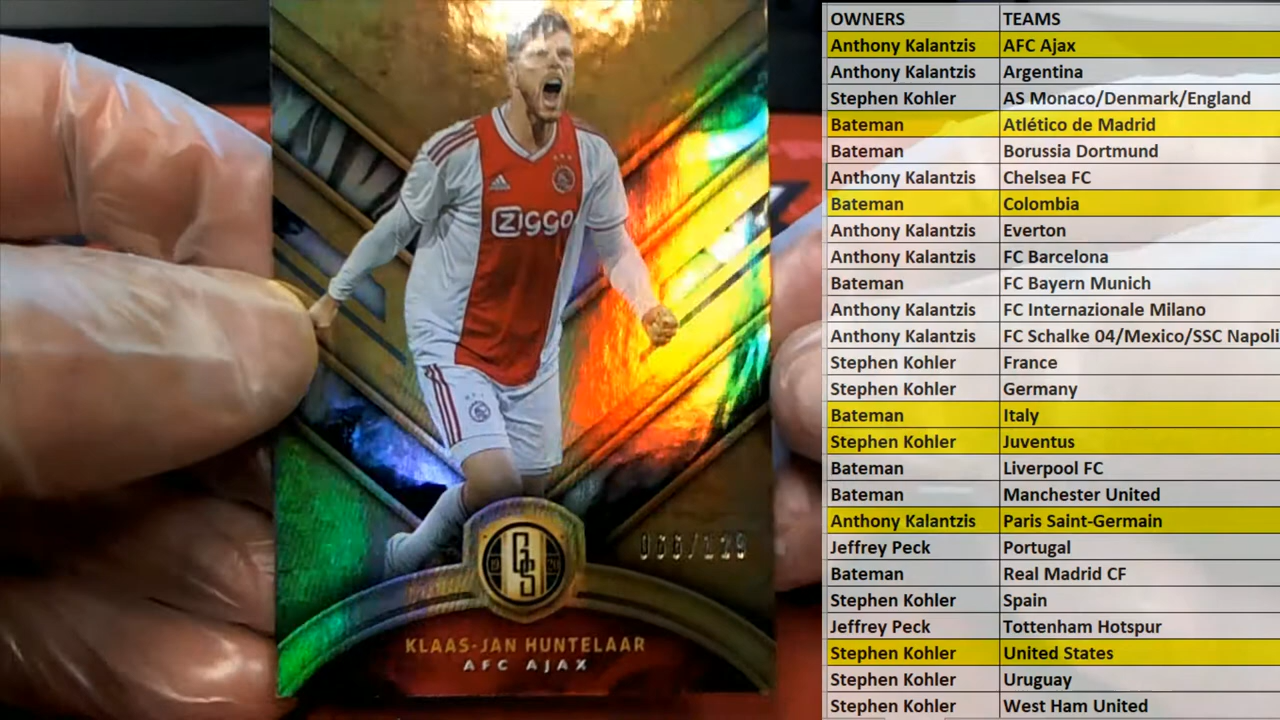 ZIGGO
066/129
19 GS 20
KLAAS-JAN HUNTELAAR
AFC AJAX
OWNERS TEAMS
Anthony Kalantzis AFC Ajax
Anthony Kalantzis Argentina
Stephen Kohler AS Monaco/Denmark/England
Bateman Atlético de Madrid
Bateman Borussia Dortmund
Anthony Kalantzis Chelsea FC
Bateman Colombia
Anthony Kalantzis Everton
Anthony Kalantzis FC Barcelona
Bateman FC Bayern Munich
Anthony Kalantzis FC Internazionale Milano
Anthony Kalantzis FC Schalke 04/Mexico/SSC Napoli
Stephen Kohler France
Stephen Kohler Germany
Bateman Italy
Stephen Kohler Juventus
Bateman Liverpool FC
Bateman Manchester United
Anthony Kalantzis Paris Saint-Germain
Jeffrey Peck Portugal
Bateman Real Madrid CF
Stephen Kohler Spain
Jeffrey Peck Tottenham Hotspur
Stephen Kohler United States
Stephen Kohler Uruguay
Stephen Kohler West Ham United